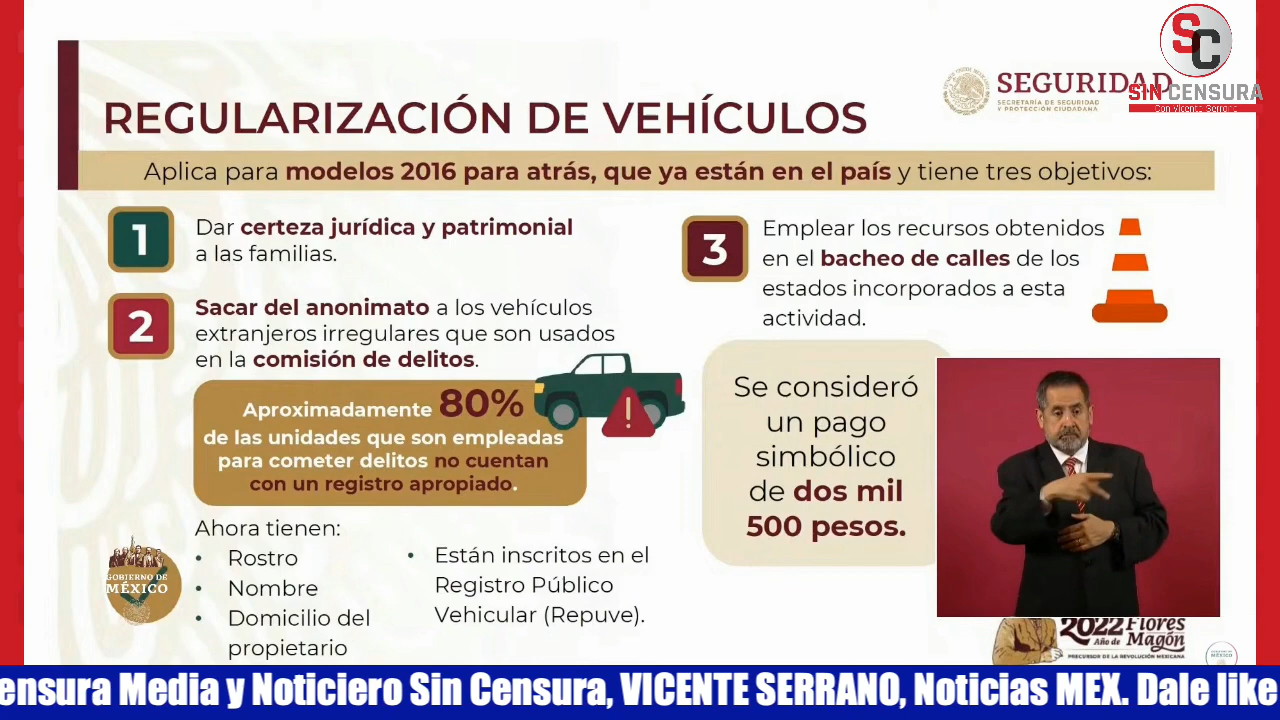 SC
SIN CENSURA
Con Vicente Serrano
SEGURIDAD
SECRETARÍA DE SEGURIDAD
Y PROTECCIÓN CIUDADANA
REGULARIZACIÓN DE VEHÍCULOS
Aplica para modelos 2016 para atrás, que ya están en el país y tiene tres objetivos:
1
Dar certeza jurídica y patrimonial
a las familias.
2
Sacar del anonimato a los vehículos
extranjeros irregulares que son usados
en la comisión de delitos.
Aproximadamente 80%
de las unidades que son empleadas
para cometer delitos no cuentan
con un registro apropiado.
Ahora tienen:
• Rostro
• Nombre
• Domicilio del
propietario
• Están inscritos en el
Registro Público
Vehicular (Repuve).
3
Emplear los recursos obtenidos
en el bacheo de calles de los
estados incorporados a esta
actividad.
Se consideró
un pago
simbólico
de dos mil
500 pesos.
GOBIERNO DE
MÉXICO
2022 Flores
Año de Magón
PRECURSOR DE LA REVOLUCIÓN MEXICANA
ensura Media y Noticiero Sin Censura, VICENTE SERRANO, Noticias MEX. Dale like